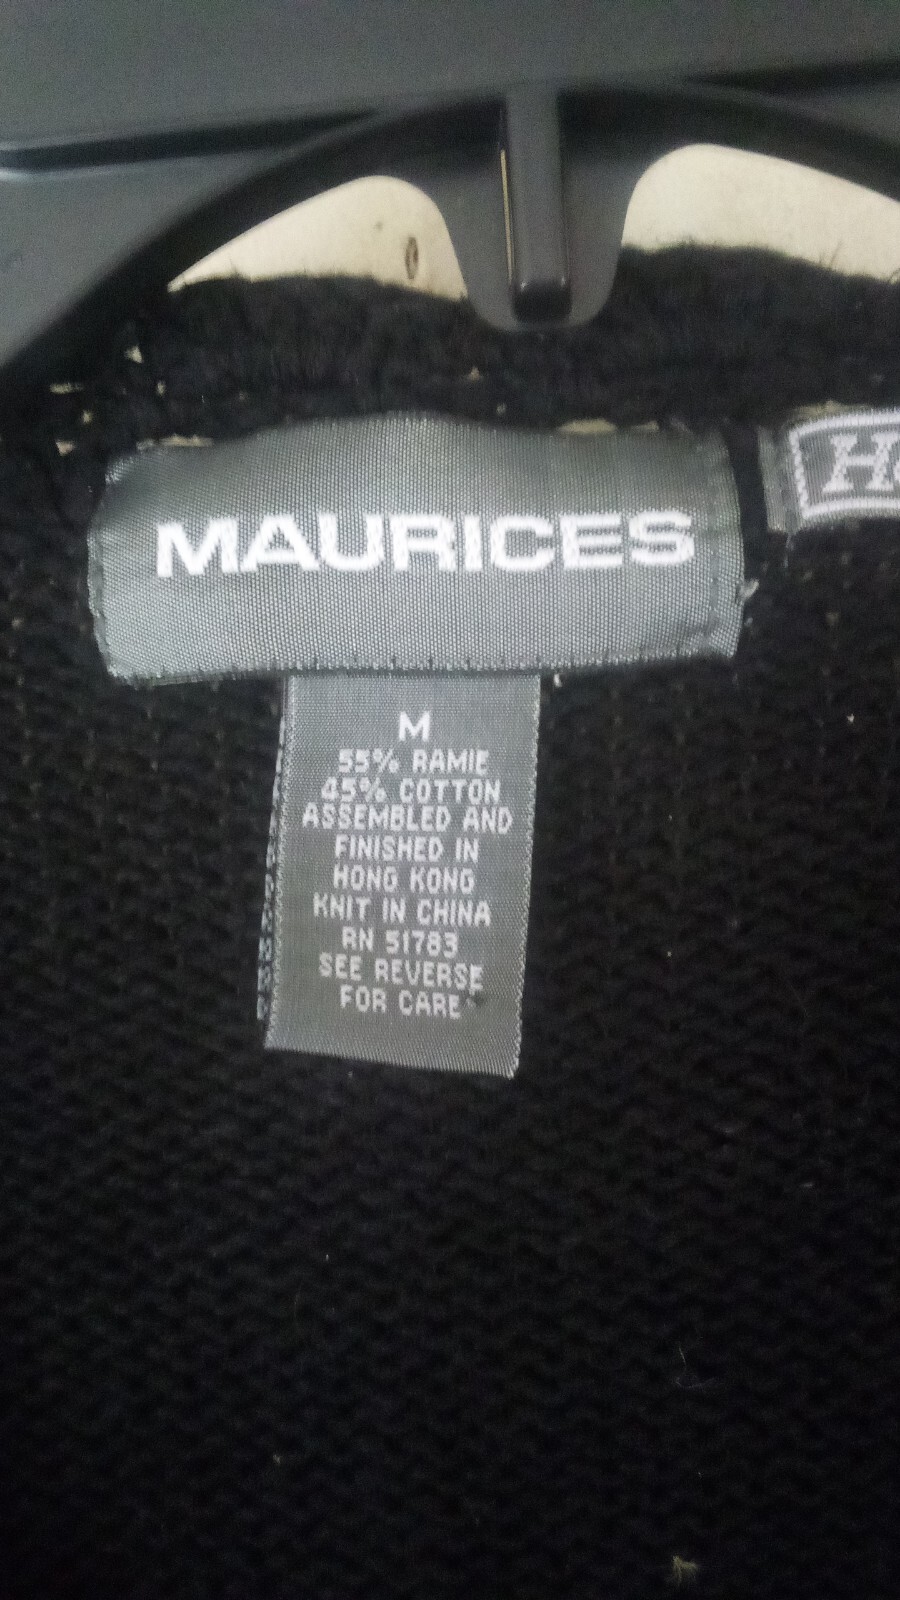 MAURICES
M
55% RAMIE
45% COTTON
ASSEMBLED AND
FINISHED IN
HONG KONG
KNIT IN CHINA
RN 51783
SEE REVERSE
FOR CARE